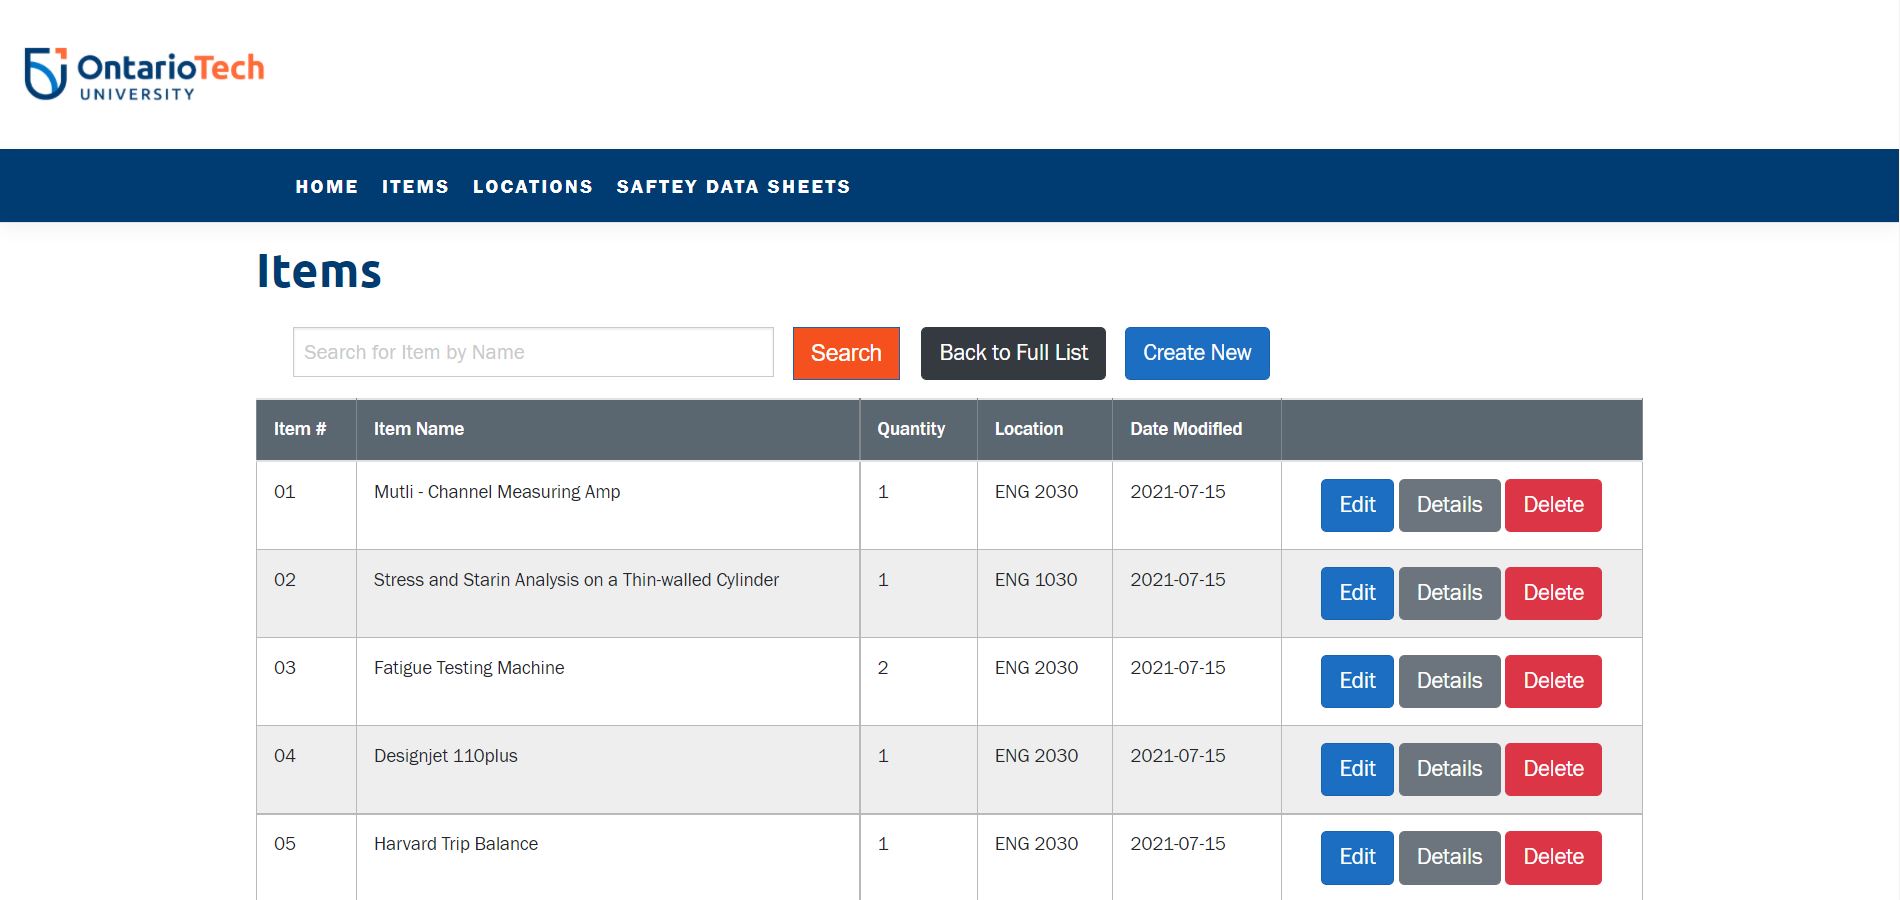 OntarioTech
UNIVERSITY
HOME ITEMS LOCATIONS SAFTEY DATA SHEETS
Items
Search for Item by Name Search Back to Full List Create New
Item # Item Name Quantity Location Date Modified
01 Mutli - Channel Measuring Amp 1 ENG 2030 2021-07-15 Edit Details Delete
02 Stress and Starin Analysis on a Thin-walled Cylinder 1 ENG 1030 2021-07-15 Edit Details Delete
03 Fatigue Testing Machine 2 ENG 2030 2021-07-15 Edit Details Delete
04 Designjet 110plus 1 ENG 2030 2021-07-15 Edit Details Delete
05 Harvard Trip Balance 1 ENG 2030 2021-07-15 Edit Details Delete